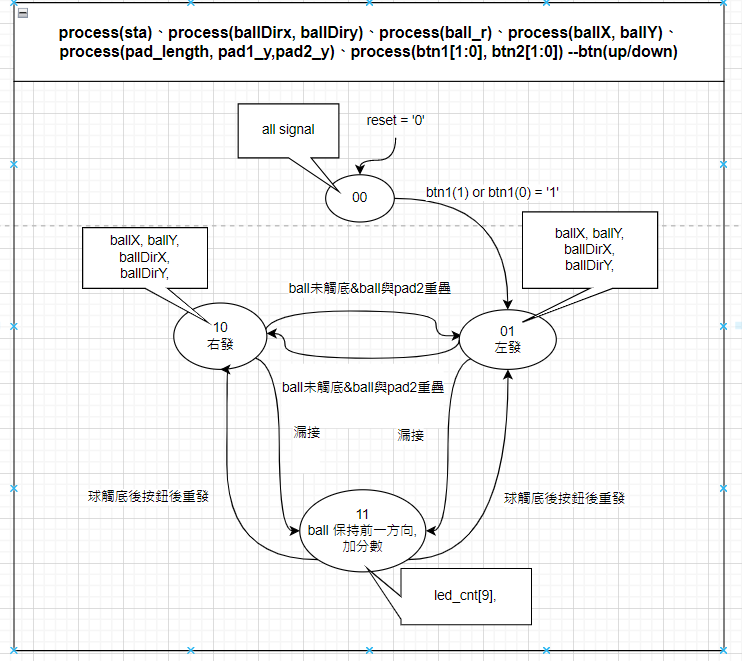 process(sta)、process(ballDirx, ballDiry)、process(ball_r)、process(ballX, ballY)、
process(pad_length, pad1_y,pad2_y)、process(btn1[1:0], btn2[1:0]) --btn(up/down)
all signal
reset = '0'
00
btn1(1) or btn1(0) = '1'
ballX, ballY,
ballDirX,
ballDirY,
ballX, ballY,
ballDirX,
ballDirY,
ball未觸底&ball與pad2重疊
10
右發
01
左發
ball未觸底&ball與pad2重疊
漏接
漏接
球觸底後按鈕後重發
球觸底後按鈕後重發
11
ball 保持前一方向,
加分數
led_cnt[9],